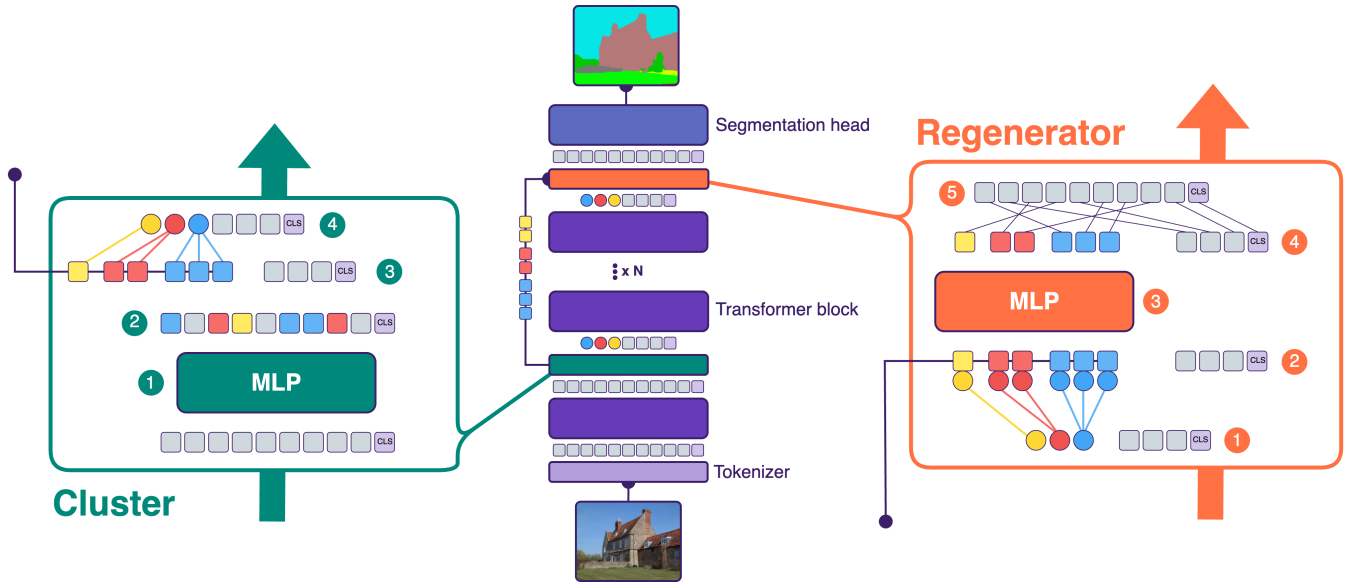 Segmentation head
Regenerator
5
CLS
4
CLS
4
CLS
3
CLS
x N
MLP
3
2
CLS
Transformer block
1
MLP
2
CLS
CLS
1
CLS
Tokenizer
Cluster